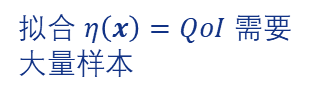 拟合 η(x) = QoI 需要
大量样本